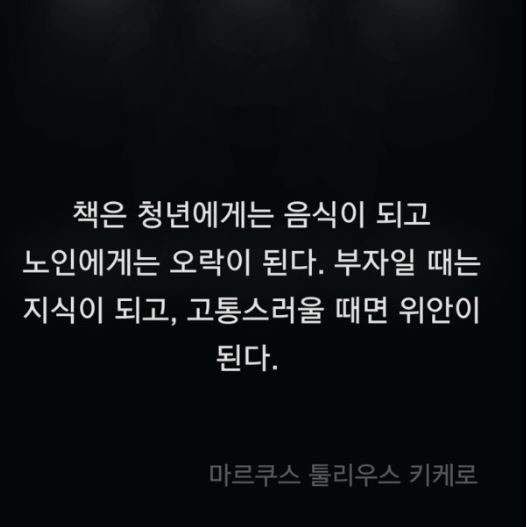 책은 청년에게는 음식이 되고
노인에게는 오락이 된다. 부자일 때는
지식이 되고, 고통스러울 때면 위안이
된다.
마르쿠스 툴리우스 키케로